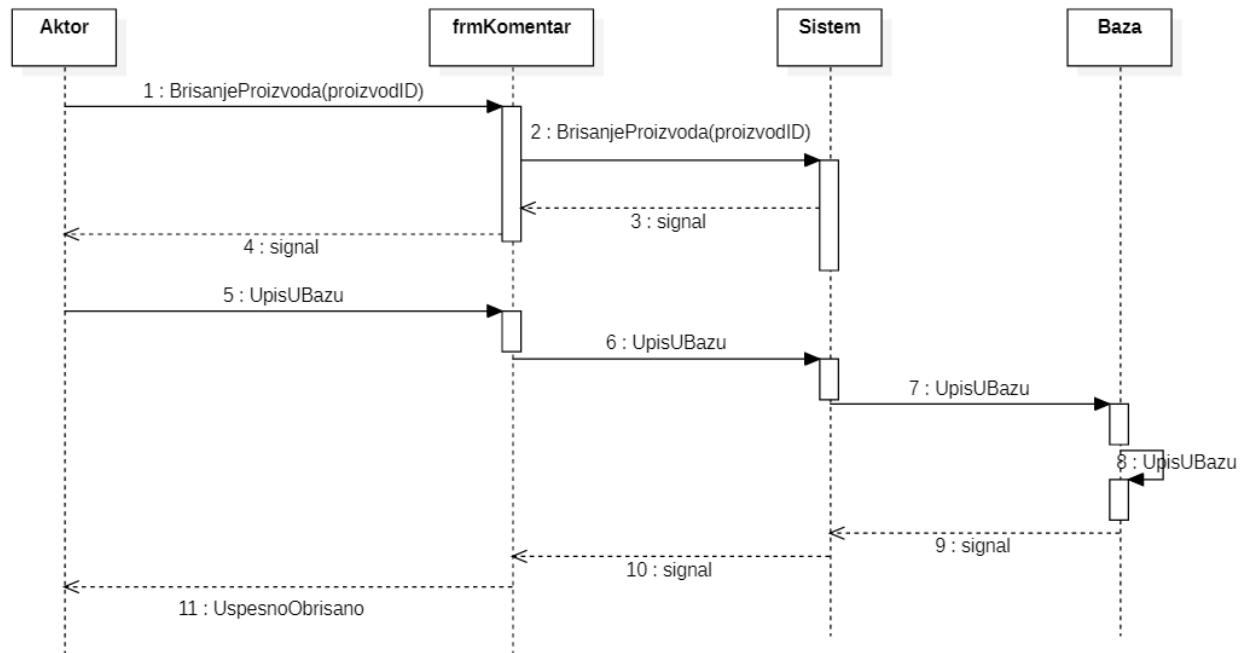 Aktor
frmKomentar
Sistem
Baza
1 : BrisanjeProizvoda(proizvodID)
2 : BrisanjeProizvoda(proizvodID)
3 : signal
4 : signal
5 : UpisUBazu
6 : UpisUBazu
7 : UpisUBazu
8 : UpisUBazu
9 : signal
10 : signal
11 : UspesnoObrisano